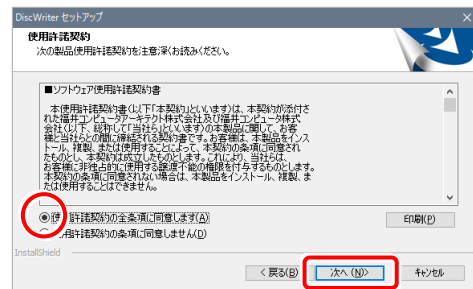 DiscWriter セットアップ
使用許諾契約
次の製品使用許諾契約を注意深くお読みください。
■ソフトウェア使用許諾契約書
本使用許諾契約書(以下「本契約」といいます)は、本契約が添付さ
れた福井コンピュータアーキテクト株式会社及び福井コンピュータ株式
会社(以下、総称して「当社ら」といいます)の本製品に関して、お客
様と当社らとの間に締結される契約書です。お客様は、本製品をインス
トール、複製、または使用することによって、本契約の条項に同意され
たものとし、本契約は成立したものとします。これにより、当社らは、
お客様に非独占的に使用する譲渡不能の権限を付与するものとします。
本契約の条項に同意されない場合は、本製品をインストール、複製、ま
たは使用することはできません。
使用許諾契約の全条項に同意します(A)
印刷(P)
使用許諾契約の条項に同意しません(D)
InstallShield
< 戻る(B)
次へ(N)>
キャンセル